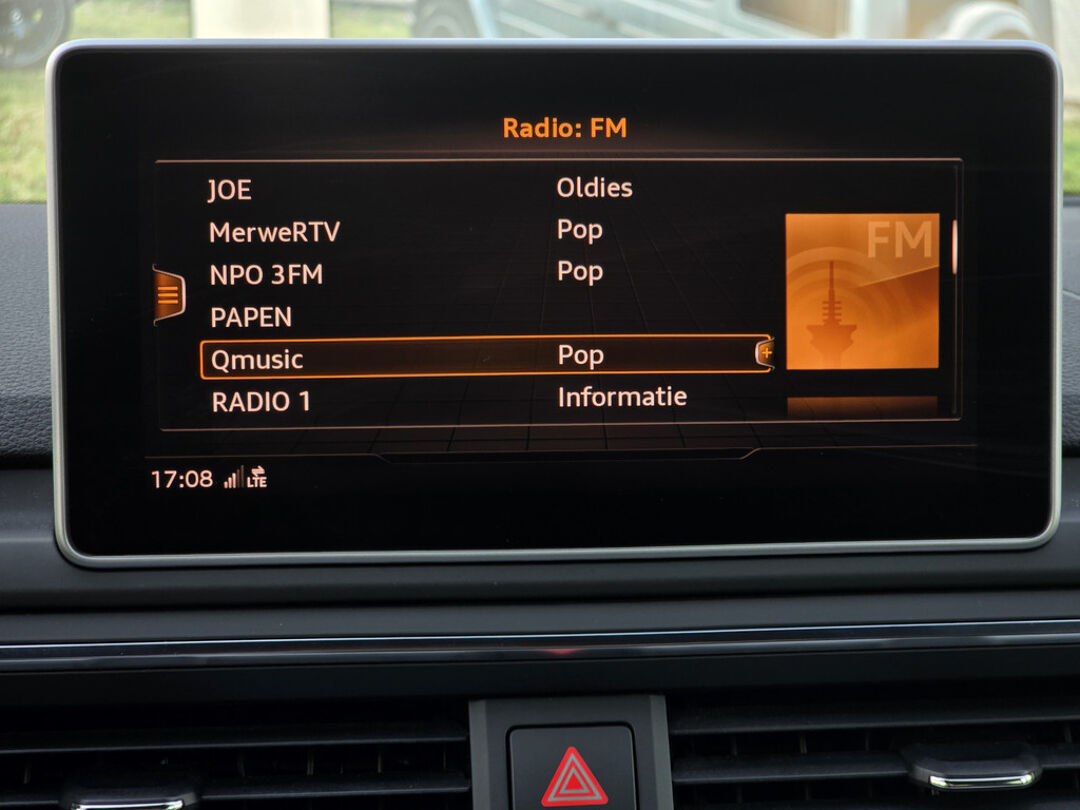 Radio: FM
JOE Oldies
MerweRTV Pop
NPO 3FM Pop
PAPEN
Qmusic Pop
RADIO 1 Informatie
FM
17:08 LTE